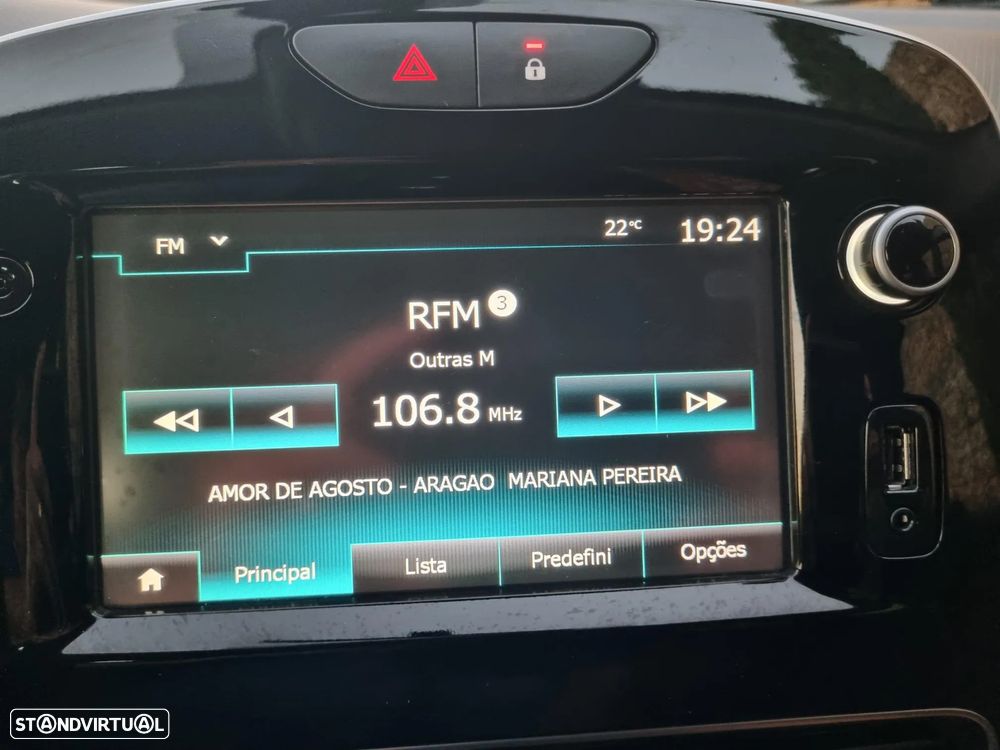 FM 22°C 19:24
RFM 3
Outras M
106.8 MHz
AMOR DE AGOSTO - ARAGAO MARIANA PEREIRA
Principal Lista Predefini Opções
STANDVIRTUAL